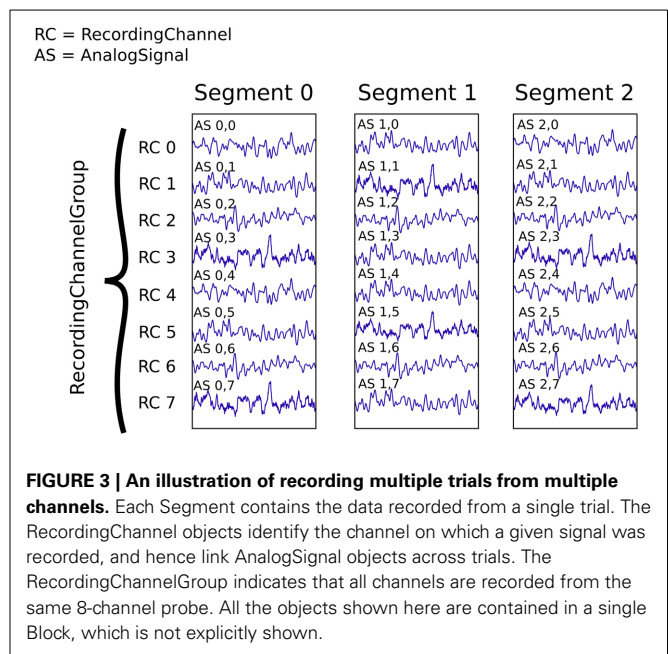 RC = RecordingChannel
AS = AnalogSignal
Segment 0 Segment 1 Segment 2
RecordingChannelGroup
RC 0 AS 0,0 AS 1,0 AS 2,0
RC 1 AS 0,1 AS 1,1 AS 2,1
RC 2 AS 0,2 AS 1,2 AS 2,2
RC 3 AS 0,3 AS 1,3 AS 2,3
RC 4 AS 0,4 AS 1,4 AS 2,4
RC 5 AS 0,5 AS 1,5 AS 2,5
RC 6 AS 0,6 AS 1,6 AS 2,6
RC 7 AS 0,7 AS 1,7 AS 2,7
FIGURE 3 | An illustration of recording multiple trials from multiple
channels. Each Segment contains the data recorded from a single trial. The
RecordingChannel objects identify the channel on which a given signal was
recorded, and hence link AnalogSignal objects across trials. The
RecordingChannelGroup indicates that all channels are recorded from the
same 8-channel probe. All the objects shown here are contained in a single
Block, which is not explicitly shown.